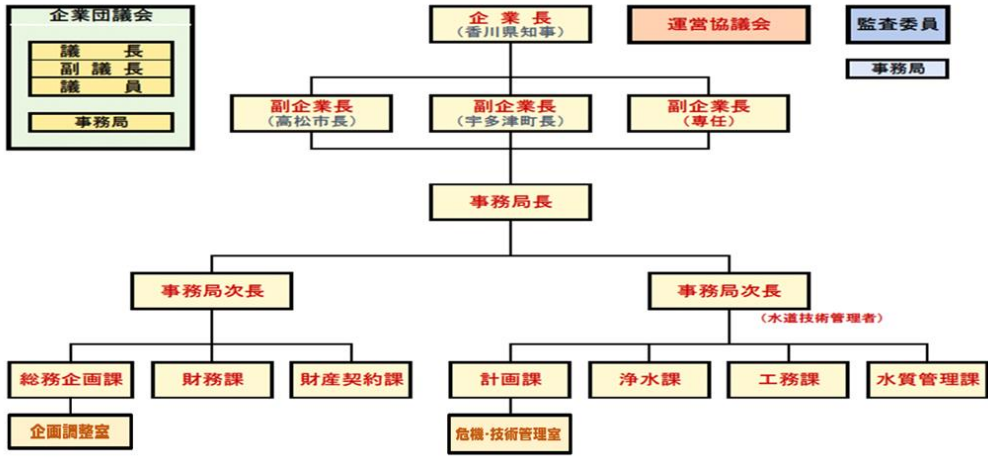 企業団議会
議長
副議長
議員
事務局
企業長
(香川県知事)
運営協議会
監査委員
事務局
副企業長
(高松市長)
副企業長
(宇多津町長)
副企業長
(専任)
事務局長
事務局次長
事務局次長
(水道技術管理者)
総務企画課
財務課
財産契約課
計画課
浄水課
工務課
水質管理課
企画調整室
危機・技術管理室